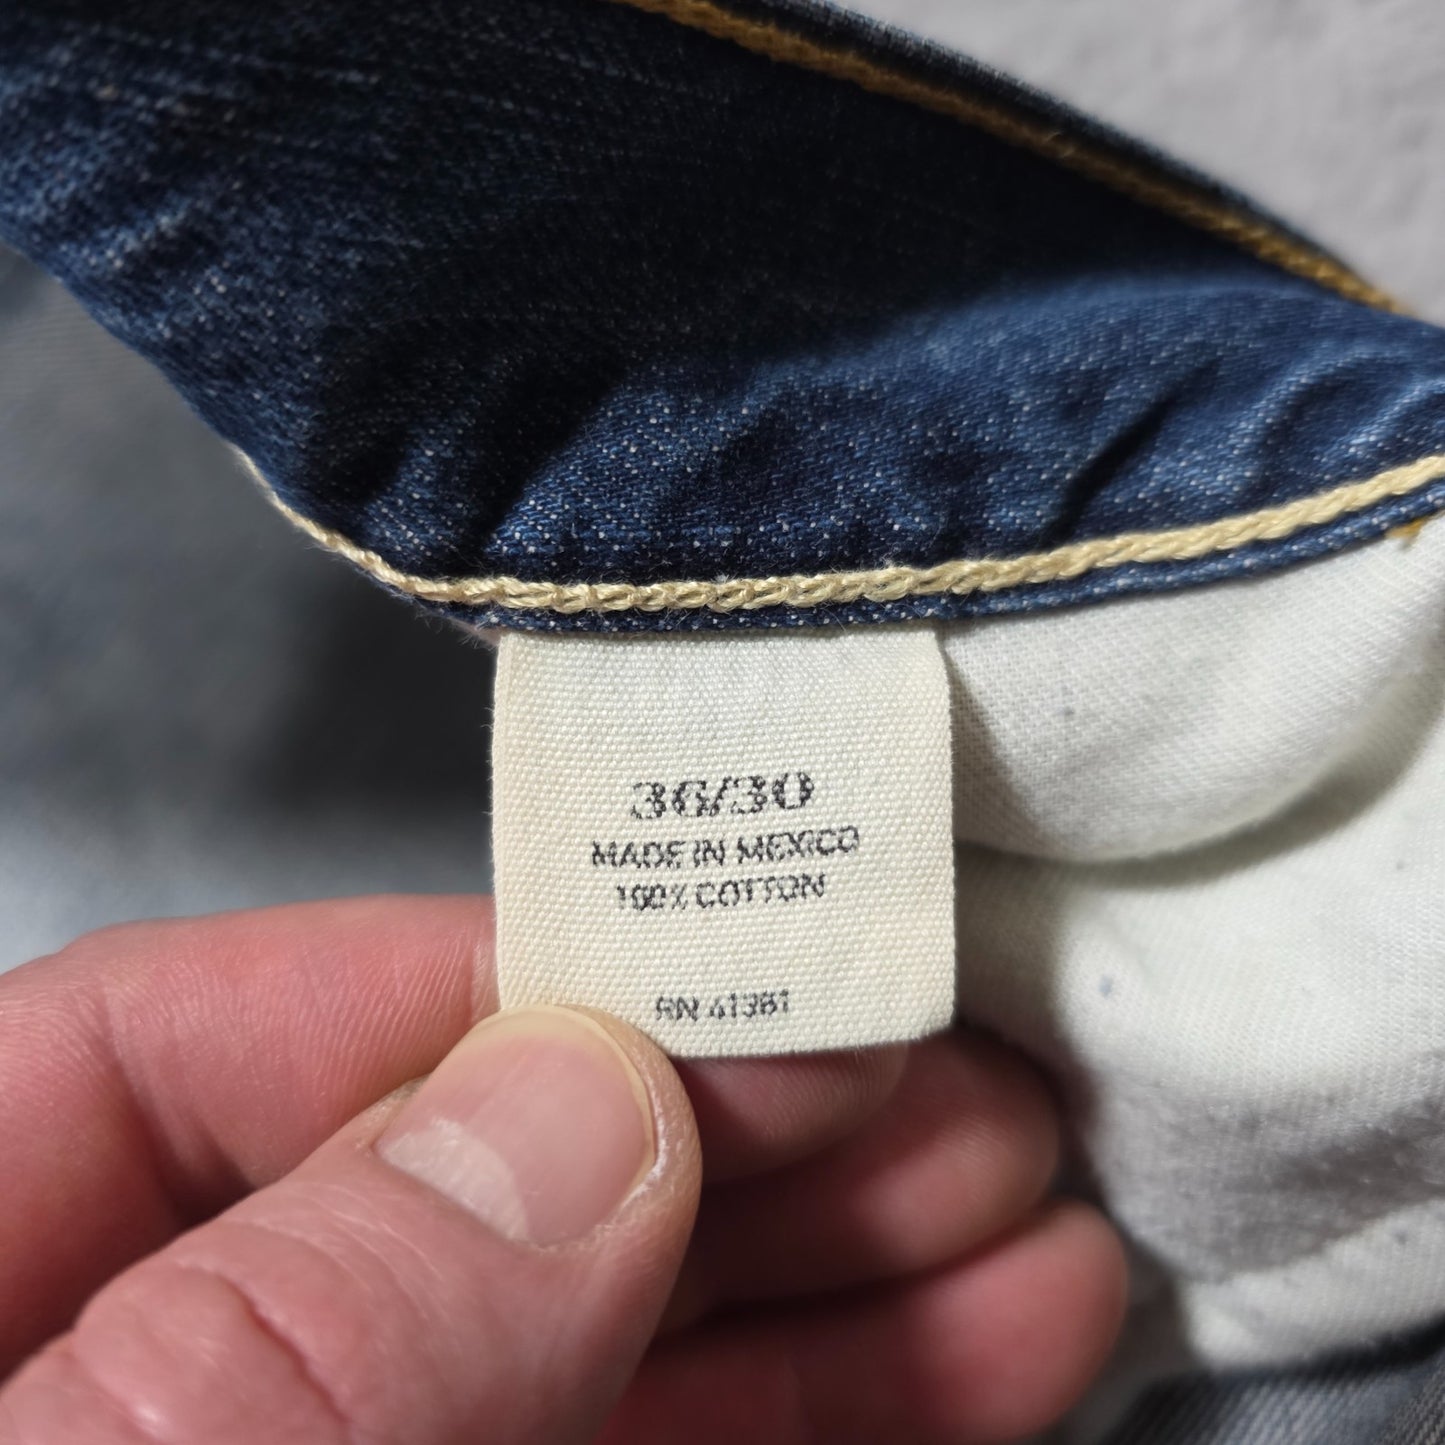 36/30
MADE IN MEXICO
100% COTTON
RN 41381